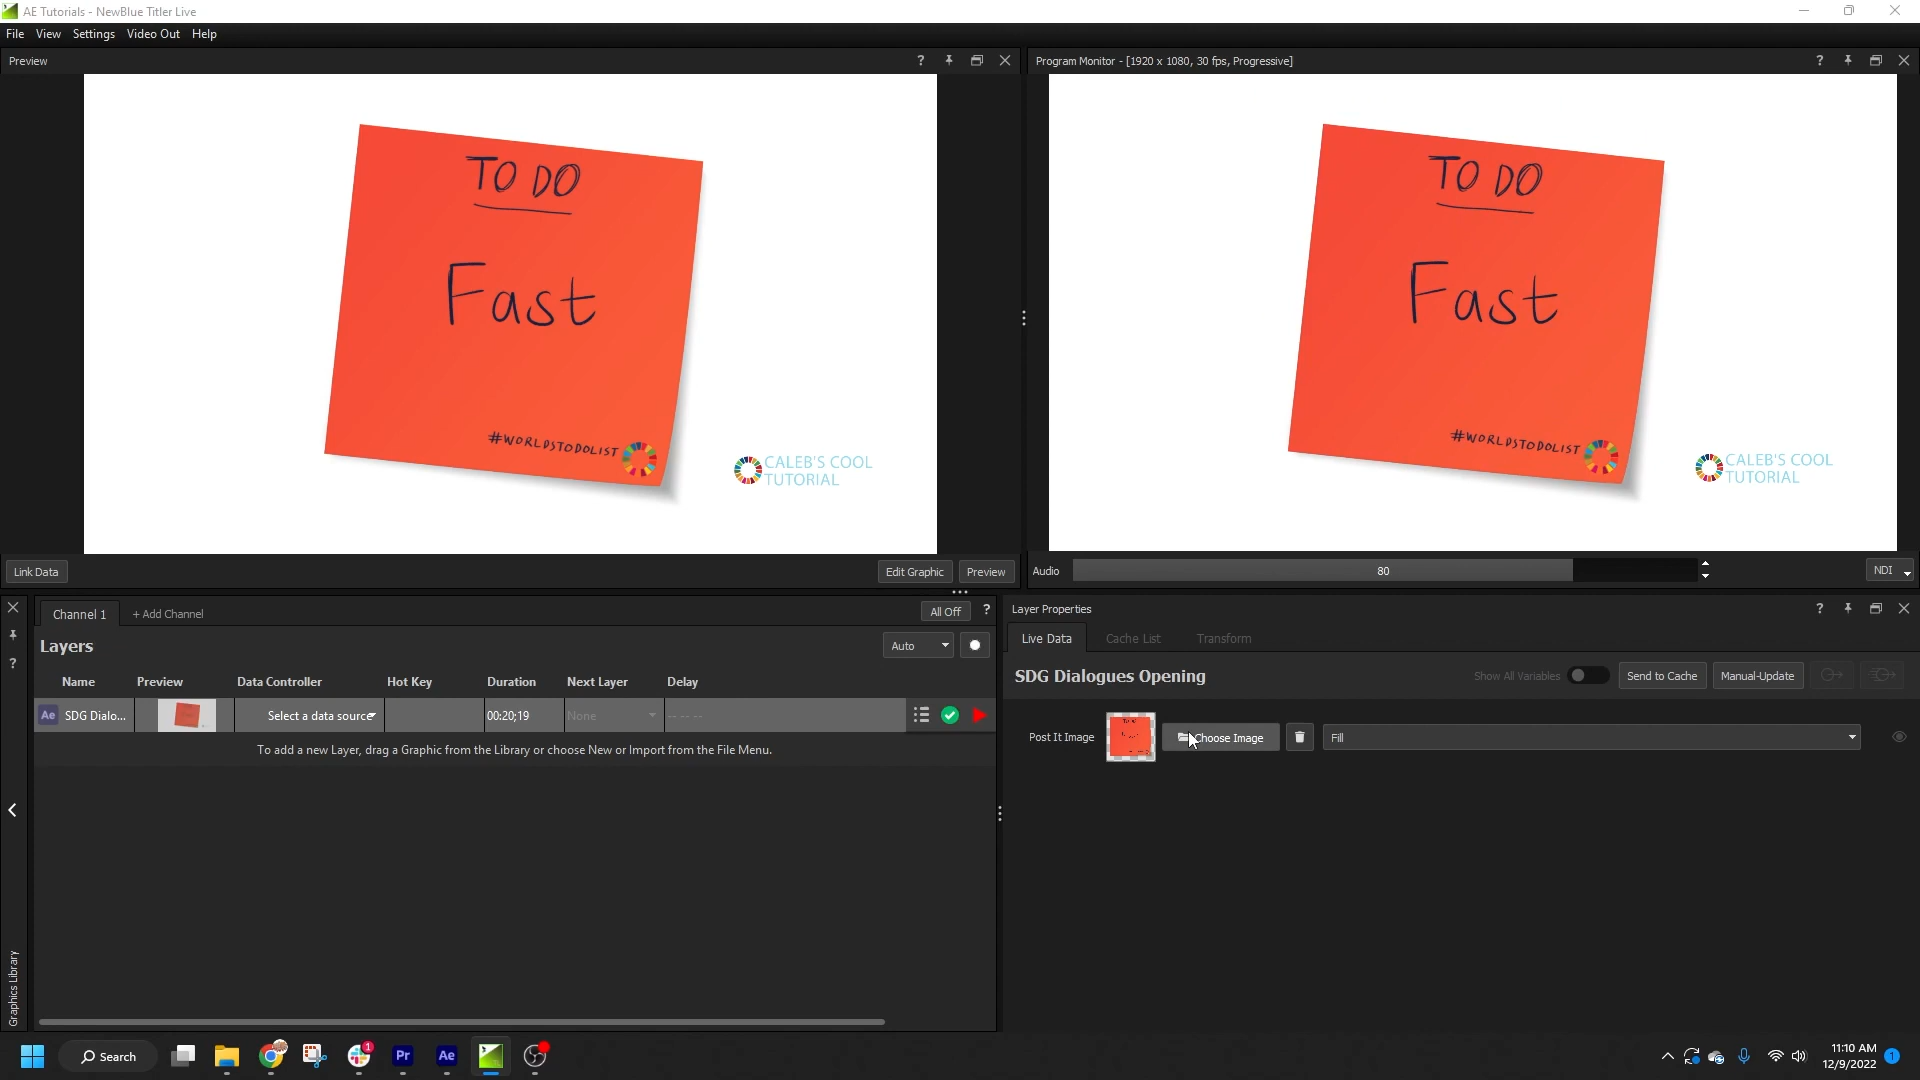 AE Tutorials - NewBlue Titler Live
File View Settings Video Out Help
Preview
TO DO
Fast
#WORLDSTODOLIST
CALEB'S COOL
TUTORIAL
Link Data
Edit Graphic
Preview
Program Monitor - [1920 x 1080, 30 fps, Progressive]
TO DO
Fast
#WORLDSTODOLIST
CALEB'S COOL
TUTORIAL
Audio
80
NDI
Channel 1
+ Add Channel
All Off
Layers
Auto
Name Preview Data Controller Hot Key Duration Next Layer Delay
Ae SDG Dialo... Select a data source 00:20;19 None -- -- --
To add a new Layer, drag a Graphic from the Library or choose New or Import from the File Menu.
Graphics Library
Layer Properties
Live Data Cache List Transform
SDG Dialogues Opening
Show All Variables
Send to Cache
Manual-Update
Post It Image
Choose Image
Fill
Search
1
Pr
Ae
11:10 AM
12/9/2022
1